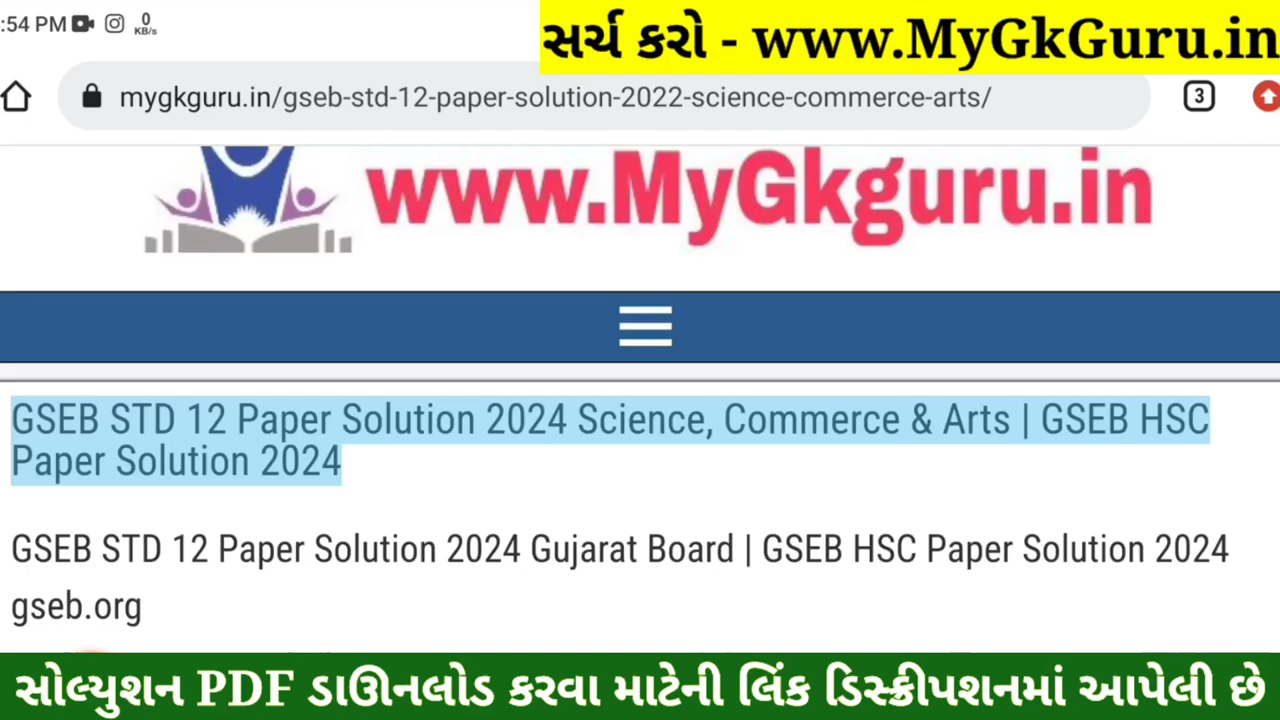 :54 PM 0 KB/s
સર્ચ કરો - www.MyGkGuru.in
mygkguru.in/gseb-std-12-paper-solution-2022-science-commerce-arts/
3
www.MyGkguru.in
GSEB STD 12 Paper Solution 2024 Science, Commerce & Arts | GSEB HSC
Paper Solution 2024
GSEB STD 12 Paper Solution 2024 Gujarat Board | GSEB HSC Paper Solution 2024
gseb.org
સોલ્યુશન PDF ડાઊનલોડ કરવા માટેની લિંક ડિસ્ક્રીપશનમાં આપેલી છે